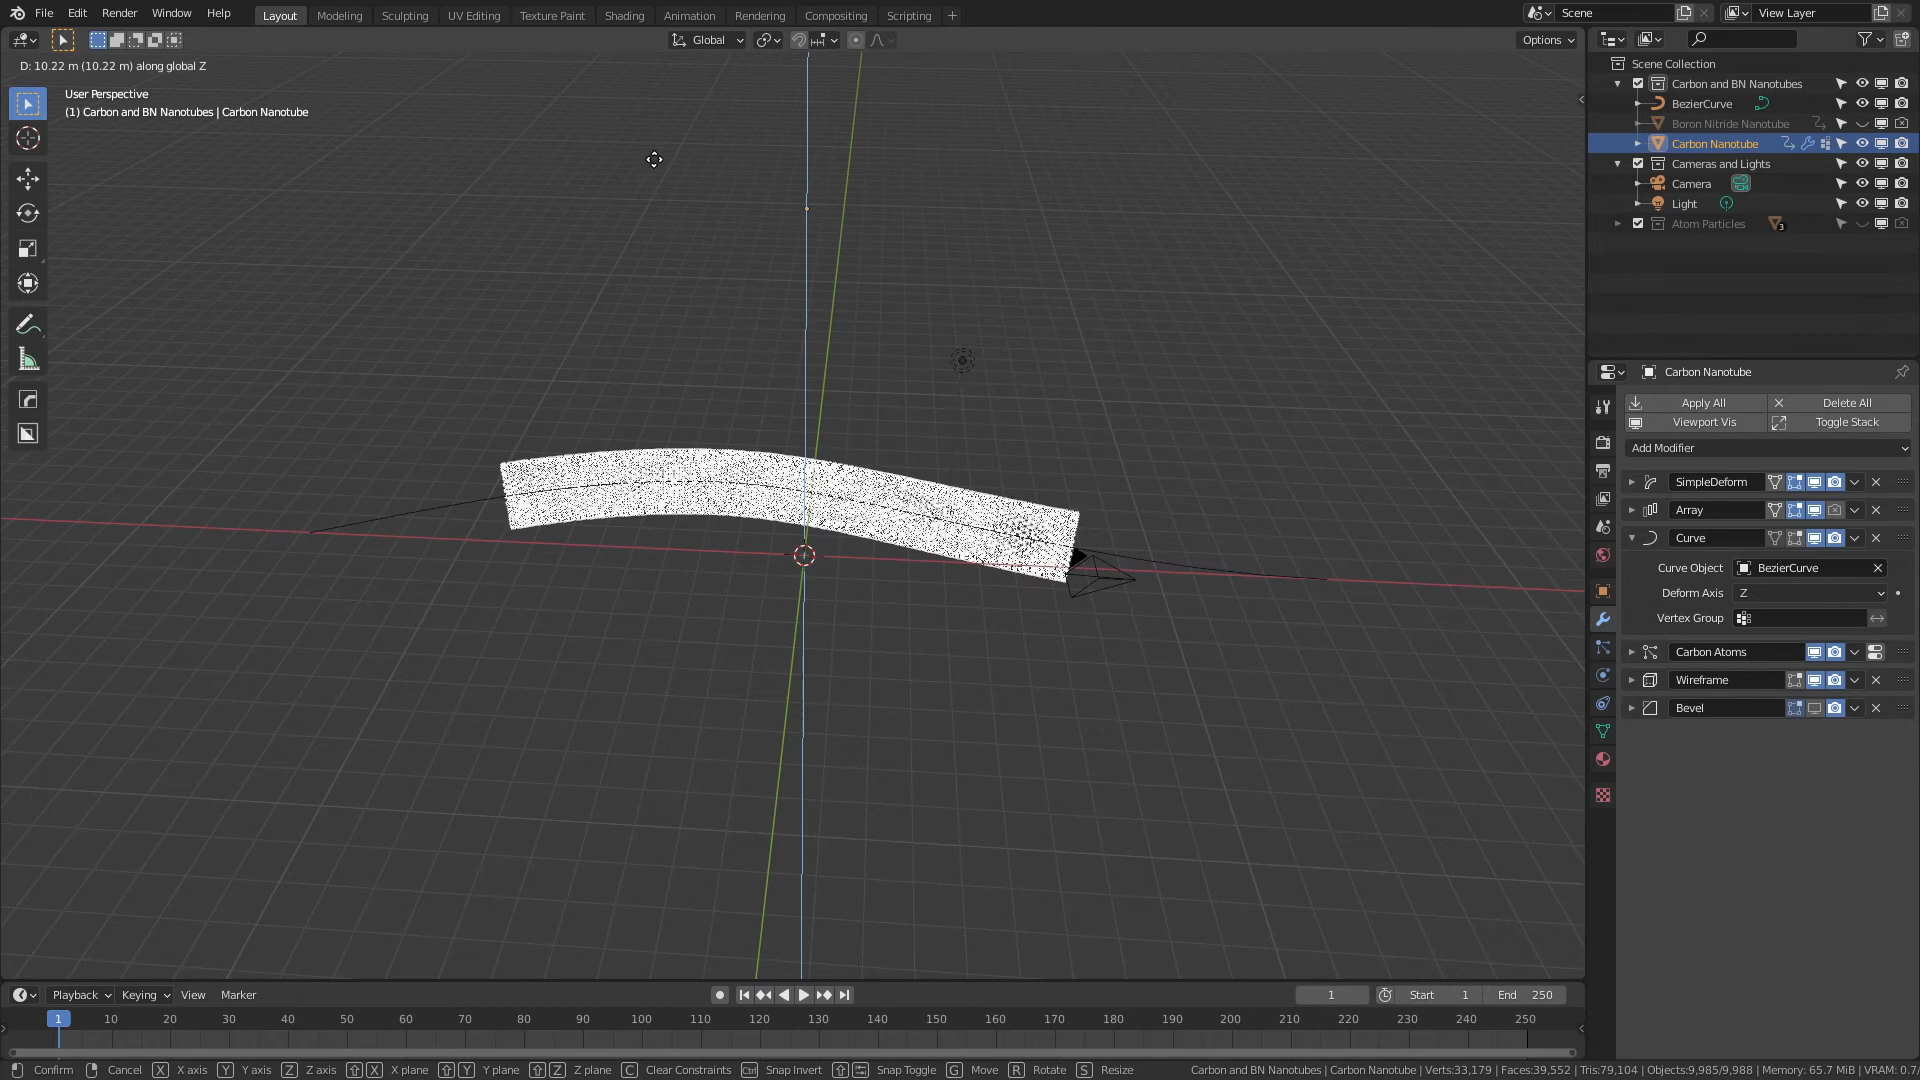 File Edit Render Window Help
Layout Modeling Sculpting UV Editing Texture Paint Shading Animation Rendering Compositing Scripting +
Scene
View Layer
Global
Options
D: 10.22 m (10.22 m) along global Z
User Perspective
(1) Carbon and BN Nanotubes | Carbon Nanotube
Scene Collection
Carbon and BN Nanotubes
BezierCurve
Boron Nitride Nanotube
Carbon Nanotube
Cameras and Lights
Camera
Light
Atom Particles 3
Carbon Nanotube
Apply All Delete All
Viewport Vis Toggle Stack
Add Modifier
SimpleDeform
Array
Curve
Curve Object BezierCurve
Deform Axis Z
Vertex Group
Carbon Atoms
Wireframe
Bevel
Playback Keying View Marker
1 Start 1 End 250
1 10 20 30 40 50 60 70 80 90 100 110 120 130 140 150 160 170 180 190 200 210 220 230 240 250
Confirm Cancel X X axis Y Y axis Z Z axis X X plane Y Y plane Z Z plane C Clear Constraints Ctrl Snap Invert Snap Toggle G Move R Rotate S Resize
Carbon and BN Nanotubes | Carbon Nanotube | Verts:33,179 | Faces:39,552 | Tris:79,104 | Objects:9,985/9,988 | Memory: 65.7 MiB | VRAM: 0.7/